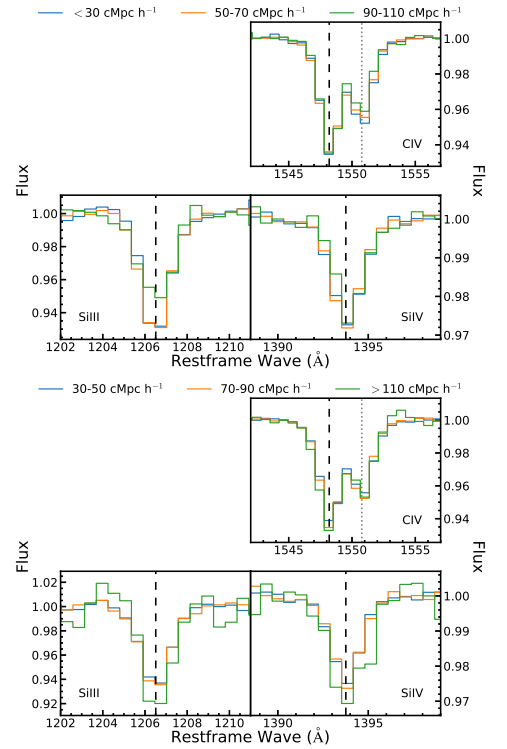 < 30 cMpc h⁻¹ 50-70 cMpc h⁻¹ 90-110 cMpc h⁻¹
1.00
0.98
0.96
0.94
CIV
1545 1550 1555
Flux
Flux
1.00
0.98
0.96
0.94
SiIII
1202 1204 1206 1208 1210
1.00
0.99
0.98
0.97
SiIV
1390 1395
Restframe Wave (Å) Restframe Wave (Å)
30-50 cMpc h⁻¹ 70-90 cMpc h⁻¹ > 110 cMpc h⁻¹
1.00
0.98
0.96
0.94
CIV
1545 1550 1555
Flux
Flux
1.02
1.00
0.98
0.96
0.94
0.92
SiIII
1202 1204 1206 1208 1210
1.00
0.99
0.98
0.97
SiIV
1390 1395
Restframe Wave (Å) Restframe Wave (Å)